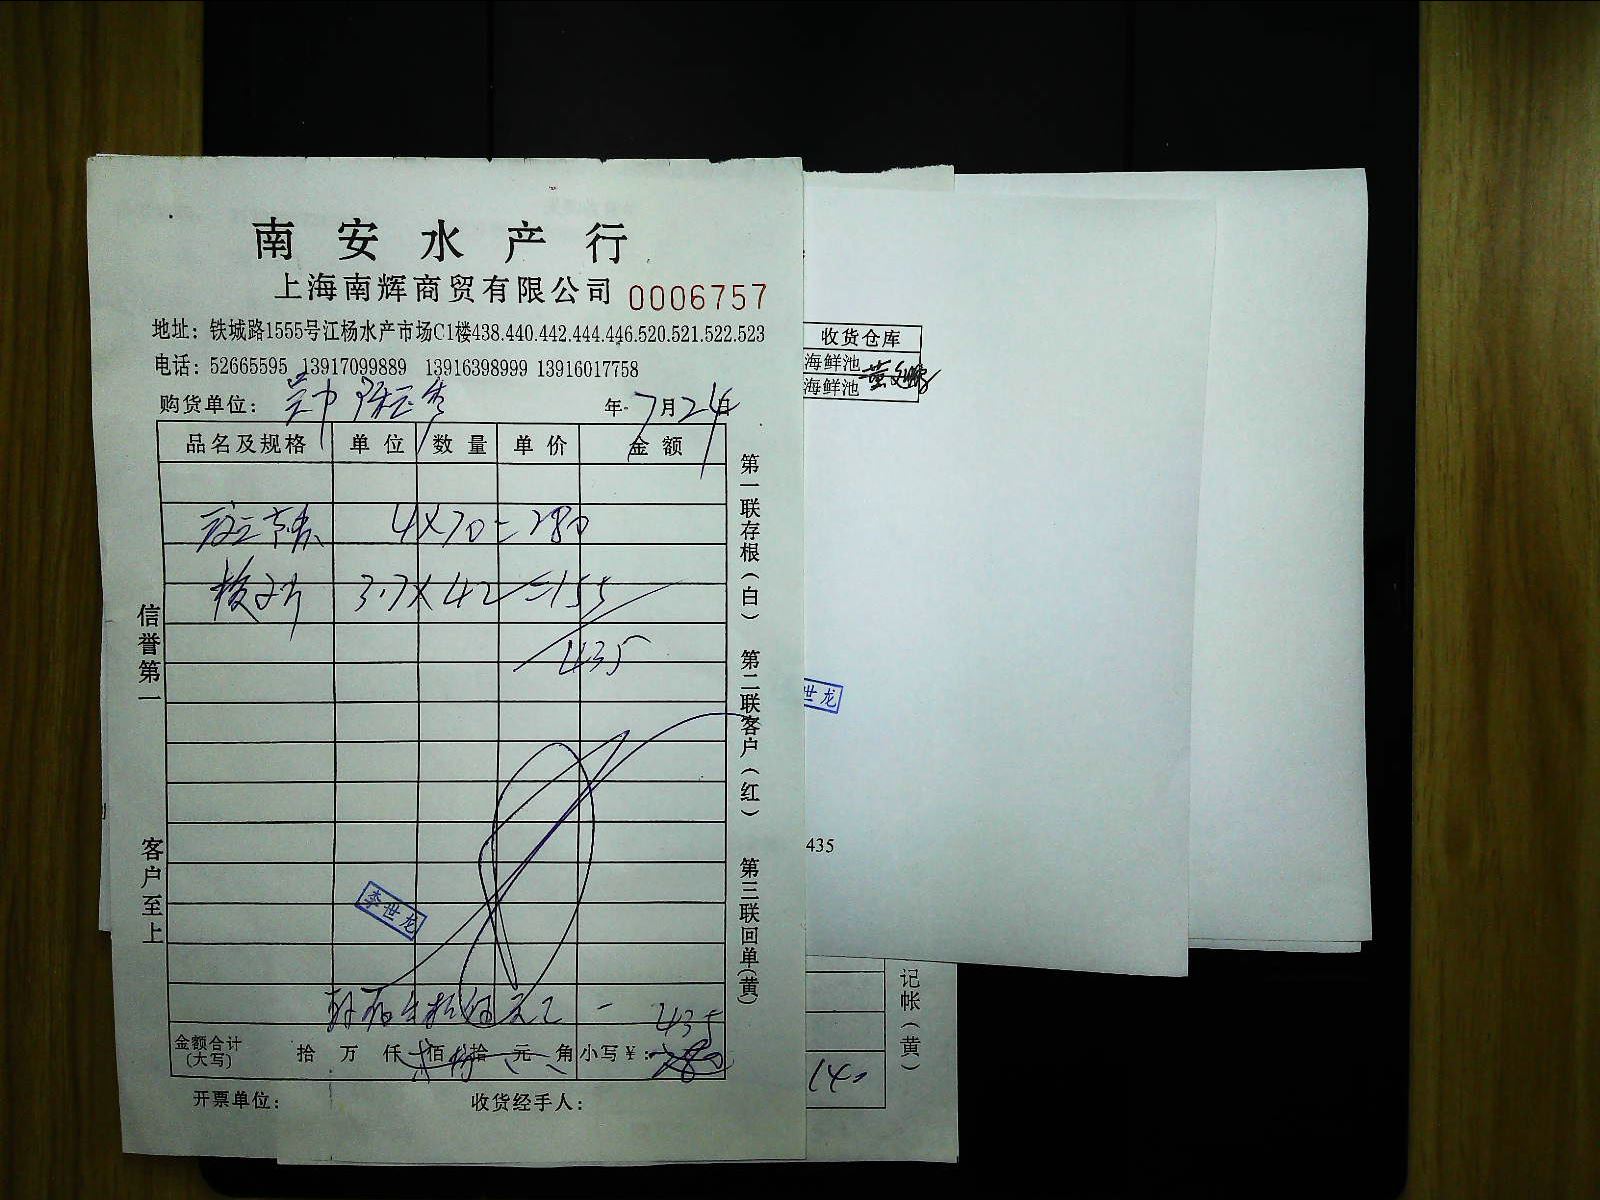 南安水产行
上海南辉商贸有限公司 0006757
地址：铁城路1555号江杨水产市场C1楼438.440.442.444.446.520.521.522.523
电话：52665595 13917099889 13916398999 13916017758
购货单位：
年 7月24日
品名及规格 单位 数量 单价 金额
4X70=280
3.7X42=155
435
李世龙
435
金额合计(大写) 拾万仟佰拾元角 小写¥： 280
开票单位： 收货经手人：
信誉第一
客户至上
第一联存根（白） 第二联客户（红） 第三联回单(黄)
收货仓库
海鲜池
海鲜池
世龙
435
记帐（黄）
140